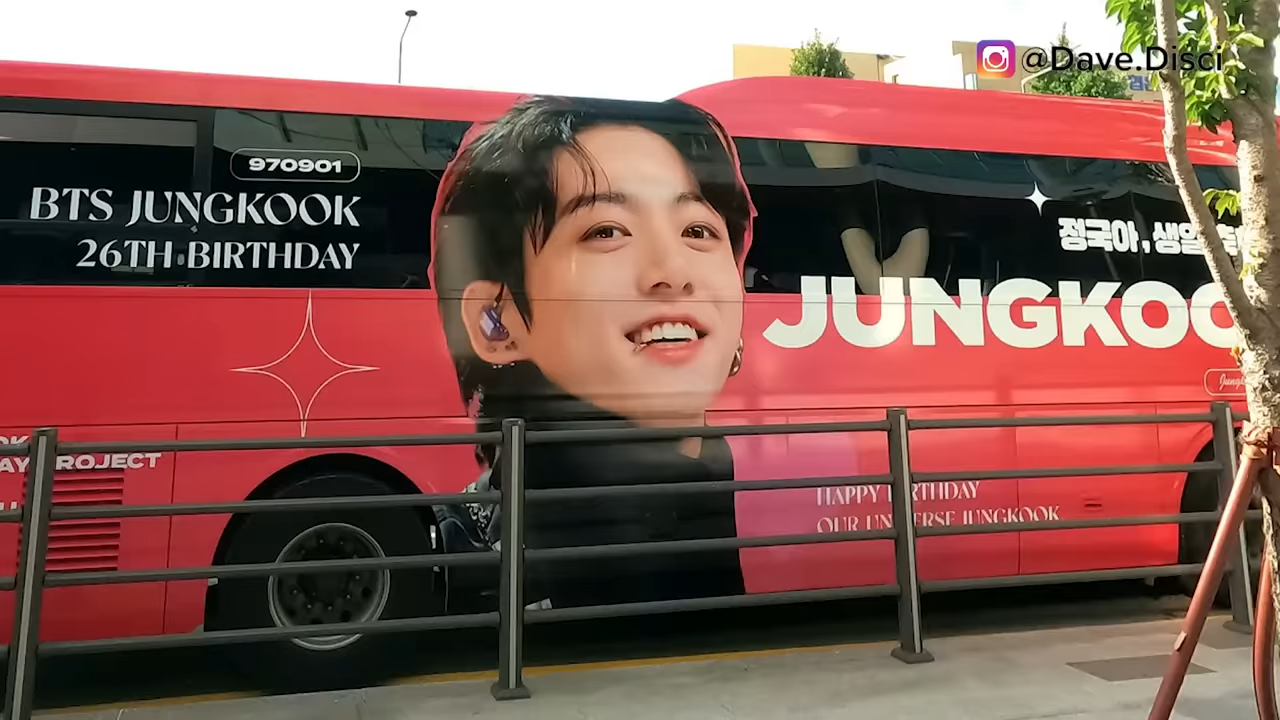 @Dave.Disci
970901
BTS JUNGKOOK
26TH BIRTHDAY
정국아, 생일
JUNGKOO
PROJECT
HAPPY BIRTHDAY
OUR UNIVERSE JUNGKOOK